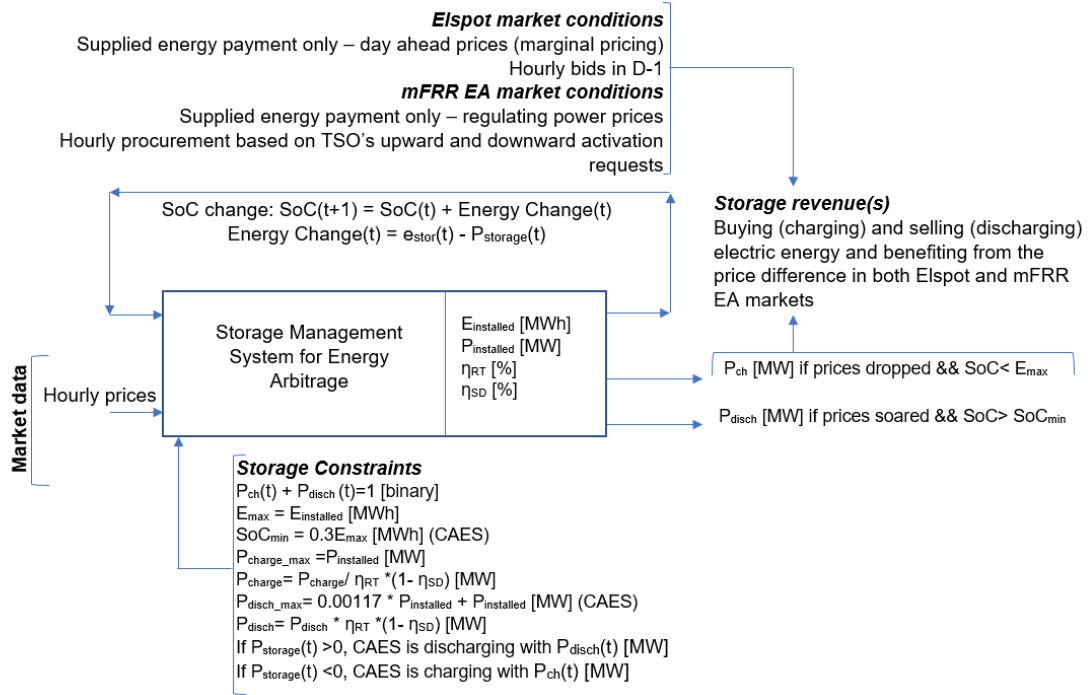 Elspot market conditions
Supplied energy payment only – day ahead prices (marginal pricing)
Hourly bids in D-1
mFRR EA market conditions
Supplied energy payment only – regulating power prices
Hourly procurement based on TSO's upward and downward activation
requests
SoC change: SoC(t+1) = SoC(t) + Energy Change(t)
Energy Change(t) = estor(t) - Pstorage(t)
Storage revenue(s)
Buying (charging) and selling (discharging)
electric energy and benefiting from the
price difference in both Elspot and mFRR
EA markets
Storage Management
System for Energy
Arbitrage
Einstalled [MWh]
Pinstalled [MW]
ηRT [%]
ηSD [%]
Market data
Hourly prices
Pch [MW] if prices dropped && SoC< Emax
Pdisch [MW] if prices soared && SoC> SoCmin
Storage Constraints
Pch(t) + Pdisch (t)=1 [binary]
Emax = Einstalled [MWh]
SoCmin = 0.3Emax [MWh] (CAES)
Pcharge_max =Pinstalled [MW]
Pcharge= Pcharge/ ηRT *(1- ηSD) [MW]
Pdisch_max= 0.00117 * Pinstalled + Pinstalled [MW] (CAES)
Pdisch= Pdisch * ηRT *(1- ηSD) [MW]
If Pstorage(t) >0, CAES is discharging with Pdisch(t) [MW]
If Pstorage(t) <0, CAES is charging with Pch(t) [MW]